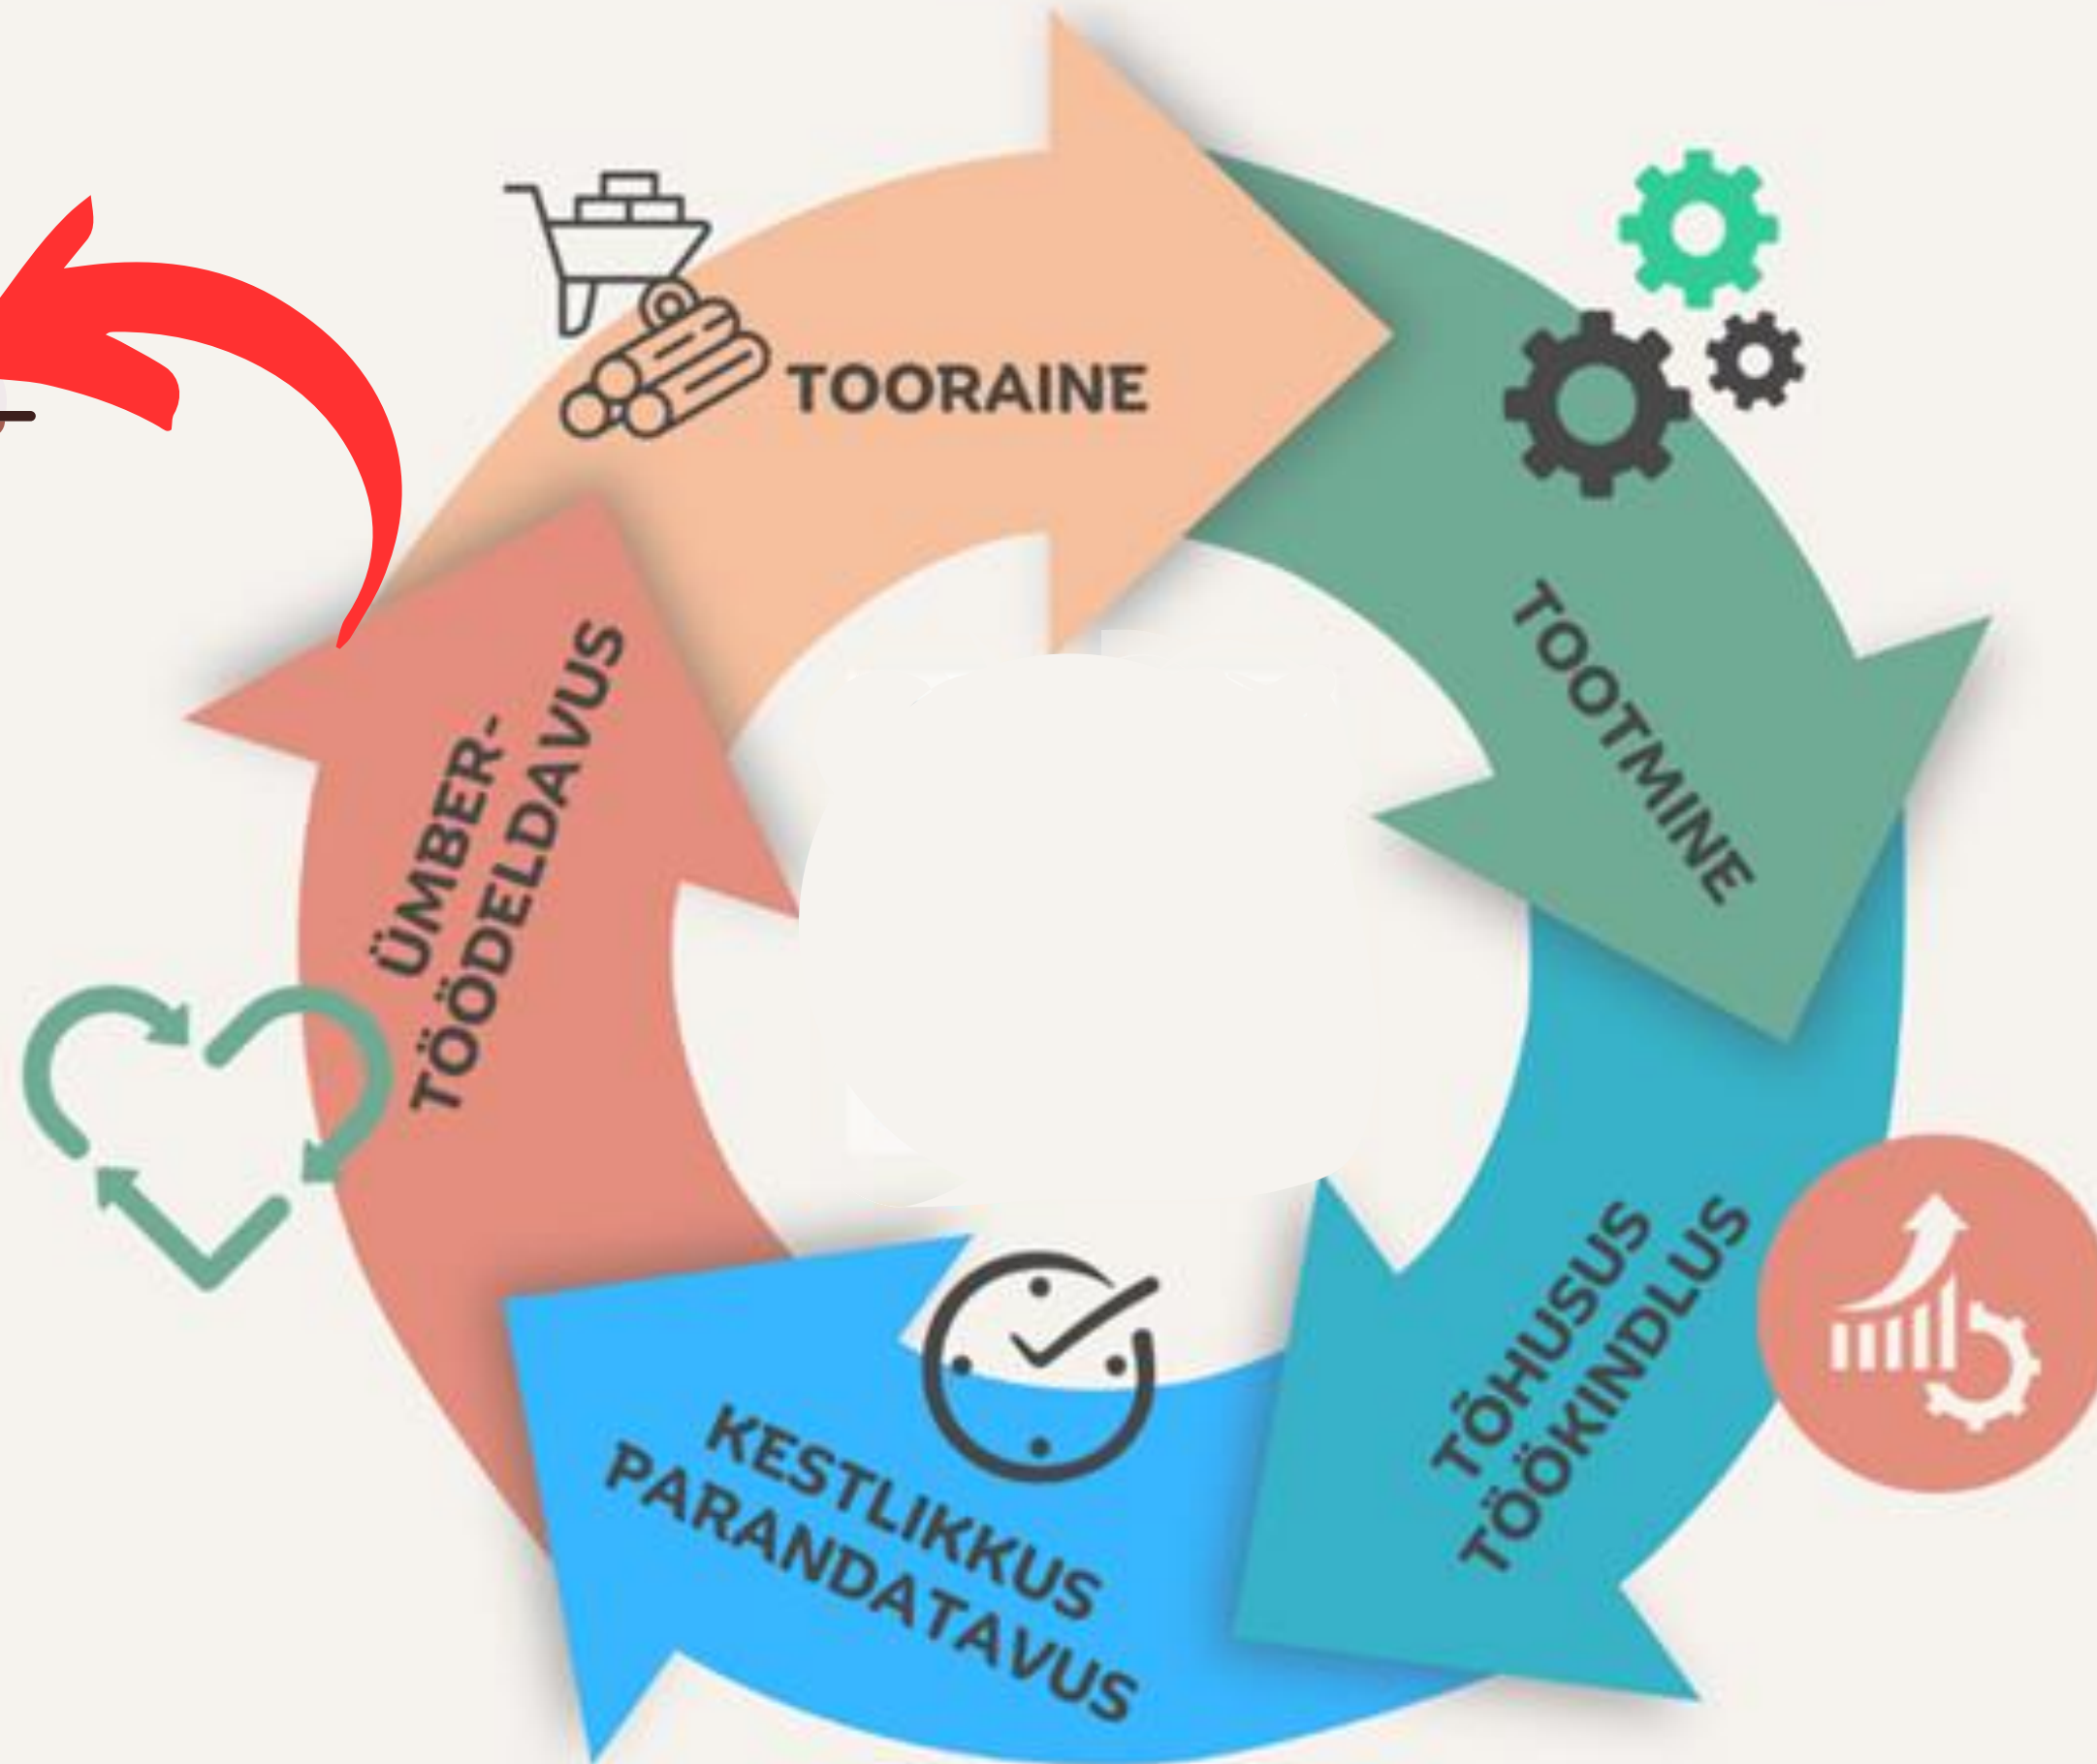 TOORAINE
TOOTMINE
TÕHUSUS
TÖÖKINDLUS
KESTLIKKUS
PARANDATAVUS
ÜMBER-
TÖÖDELDAVUS